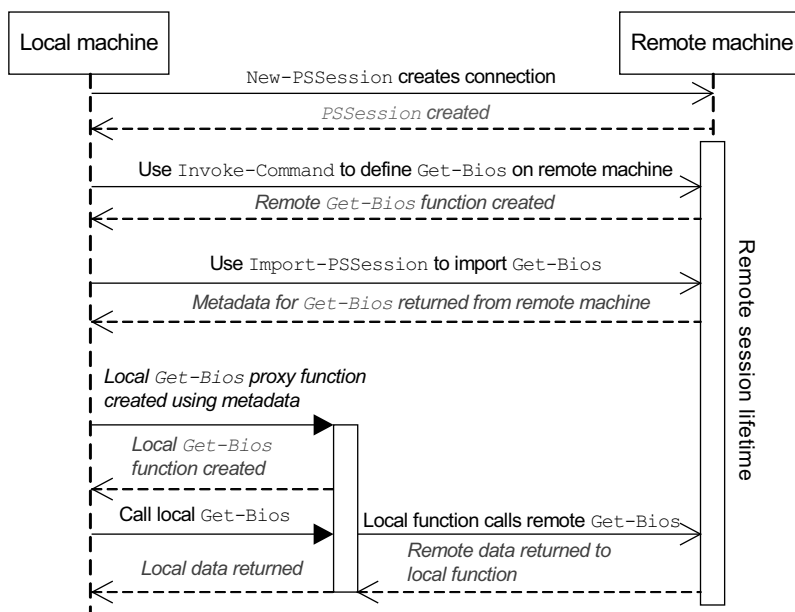 Local machine
Remote machine
New-PSSession creates connection
PSSession created
Use Invoke-Command to define Get-Bios on remote machine
Remote Get-Bios function created
Use Import-PSSession to import Get-Bios
Metadata for Get-Bios returned from remote machine
Remote session lifetime
Local Get-Bios proxy function
created using metadata
Local Get-Bios
function created
Call local Get-Bios
Local function calls remote Get-Bios
Local data returned
Remote data returned to
local function